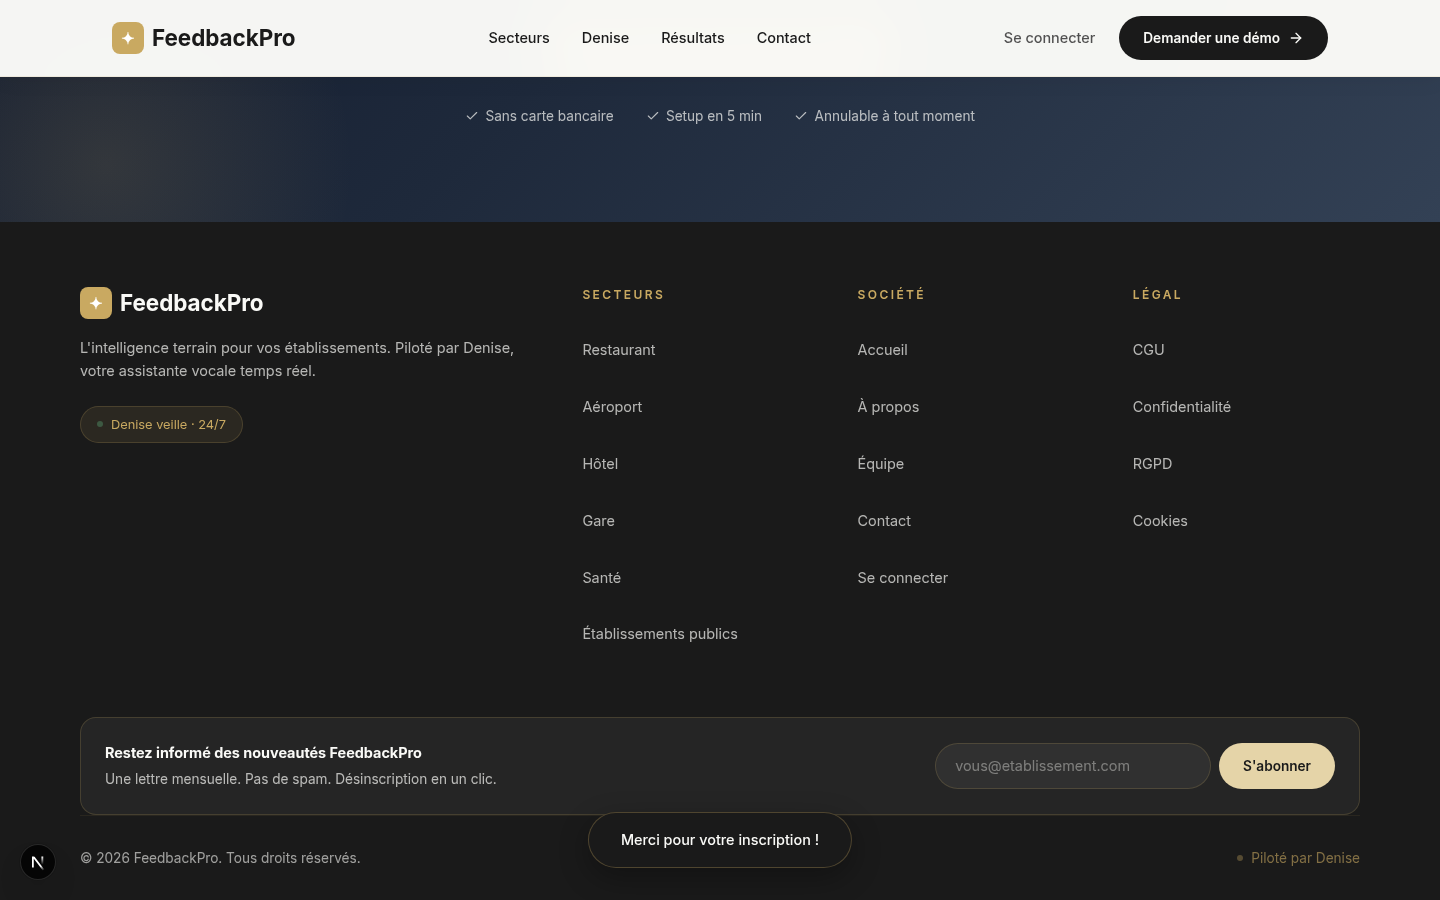 FeedbackPro
Secteurs
Denise
Résultats
Contact
Se connecter
Demander une démo
Sans carte bancaire
Setup en 5 min
Annulable à tout moment
FeedbackPro
L'intelligence terrain pour vos établissements. Piloté par Denise,
votre assistante vocale temps réel.
Denise veille · 24/7
SECTEURS
Restaurant
Aéroport
Hôtel
Gare
Santé
Établissements publics
SOCIÉTÉ
Accueil
À propos
Équipe
Contact
Se connecter
LÉGAL
CGU
Confidentialité
RGPD
Cookies
Restez informé des nouveautés FeedbackPro
Une lettre mensuelle. Pas de spam. Désinscription en un clic.
vous@etablissement.com
S'abonner
Merci pour votre inscription !
N
© 2026 FeedbackPro. Tous droits réservés.
Piloté par Denise